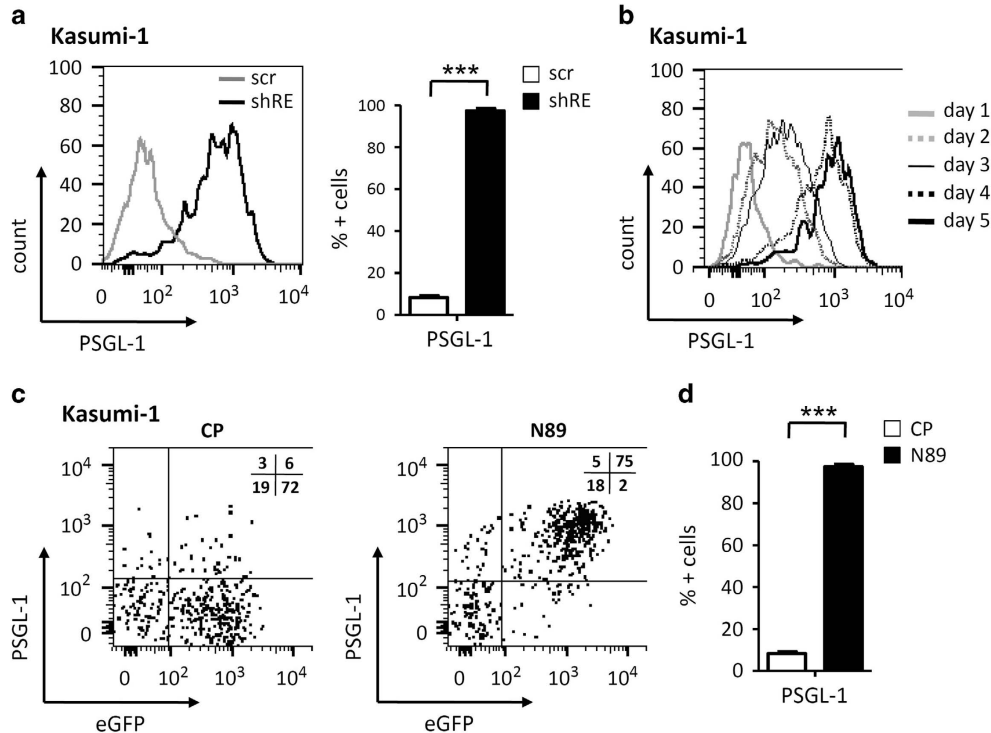 a
Kasumi-1
100
80
60
40
20
0
count
scr
shRE
0 10² 10³ 10⁴
PSGL-1
***
scr
shRE
100
80
60
40
20
0
% + cells
PSGL-1
b
Kasumi-1
100
80
60
40
20
0
count
0 10² 10³ 10⁴
PSGL-1
day 1
day 2
day 3
day 4
day 5
c
Kasumi-1
CP
3 6
19 72
10⁴
10³
10²
0
PSGL-1
0 10² 10³ 10⁴
eGFP
N89
5 75
18 2
10⁴
10³
10²
0
PSGL-1
0 10² 10³ 10⁴
eGFP
d
***
CP
N89
100
80
60
40
20
0
% + cells
PSGL-1